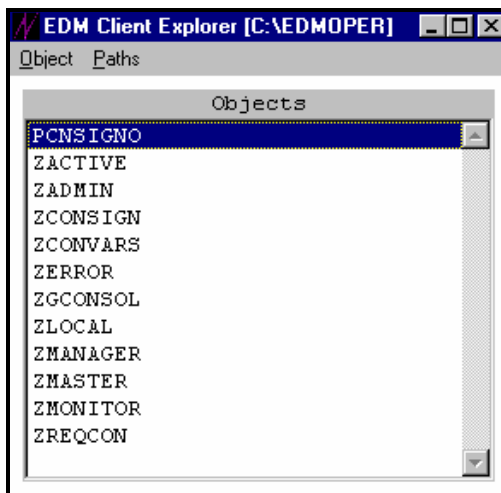 EDM Client Explorer [C:\EDMOPER]
Object Paths
Objects
PCNSIGNO
ZACTIVE
ZADMIN
ZCONSIGN
ZCONVARS
ZERROR
ZGCONSOL
ZLOCAL
ZMANAGER
ZMASTER
ZMONITOR
ZREQCON